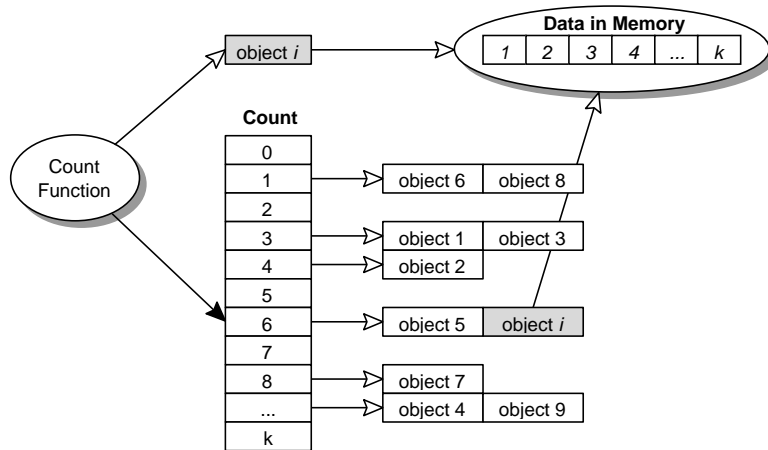 Data in Memory
object i
1 2 3 4 ... k
Count
Count
Function
0
1
object 6 object 8
2
3
object 1 object 3
4
object 2
5
6
object 5 object i
7
8
object 7
...
object 4 object 9
k